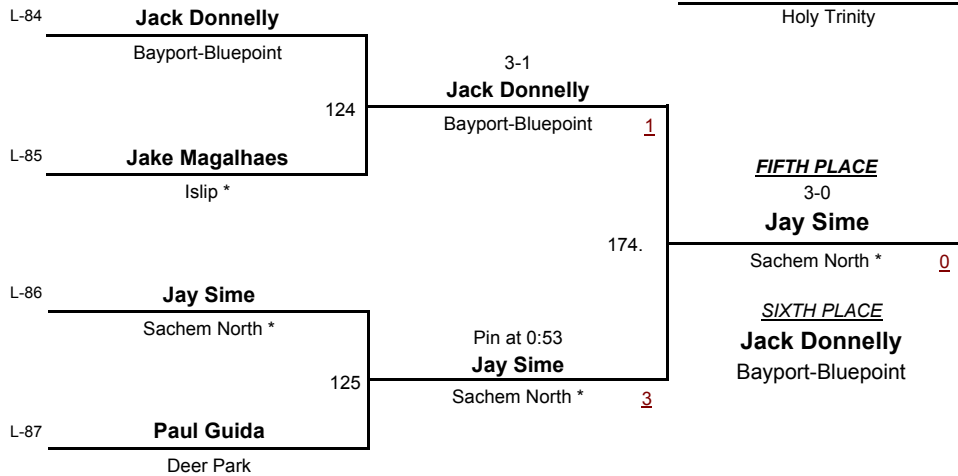 L-84 Jack Donnelly
Holy Trinity
Bayport-Bluepoint
3-1
124 Jack Donnelly
Bayport-Bluepoint 1
L-85 Jake Magalhaes
Islip *
FIFTH PLACE
3-0
Jay Sime
174.
Sachem North * 0
L-86 Jay Sime
Sachem North *
SIXTH PLACE
Jack Donnelly
Bayport-Bluepoint
Pin at 0:53
125 Jay Sime
Sachem North * 3
L-87 Paul Guida
Deer Park